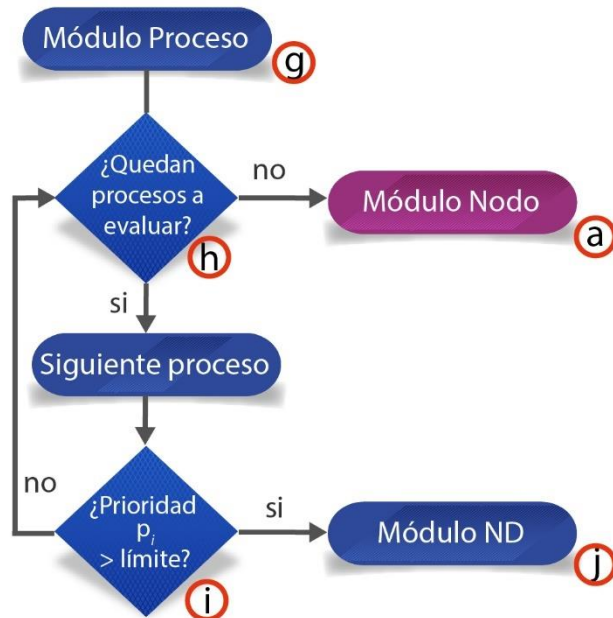 Módulo Proceso
g
¿Quedan
procesos a
evaluar?
h
no
Módulo Nodo
a
si
Siguiente proceso
no
¿Prioridad
pi
> límite?
i
si
Módulo ND
j